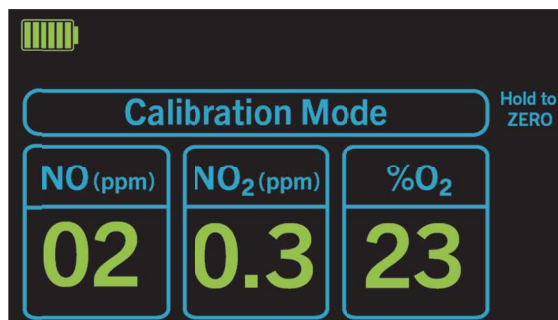 Calibration Mode
Hold to
ZERO
NO (ppm)
NO₂ (ppm)
%O₂
02
0.3
23